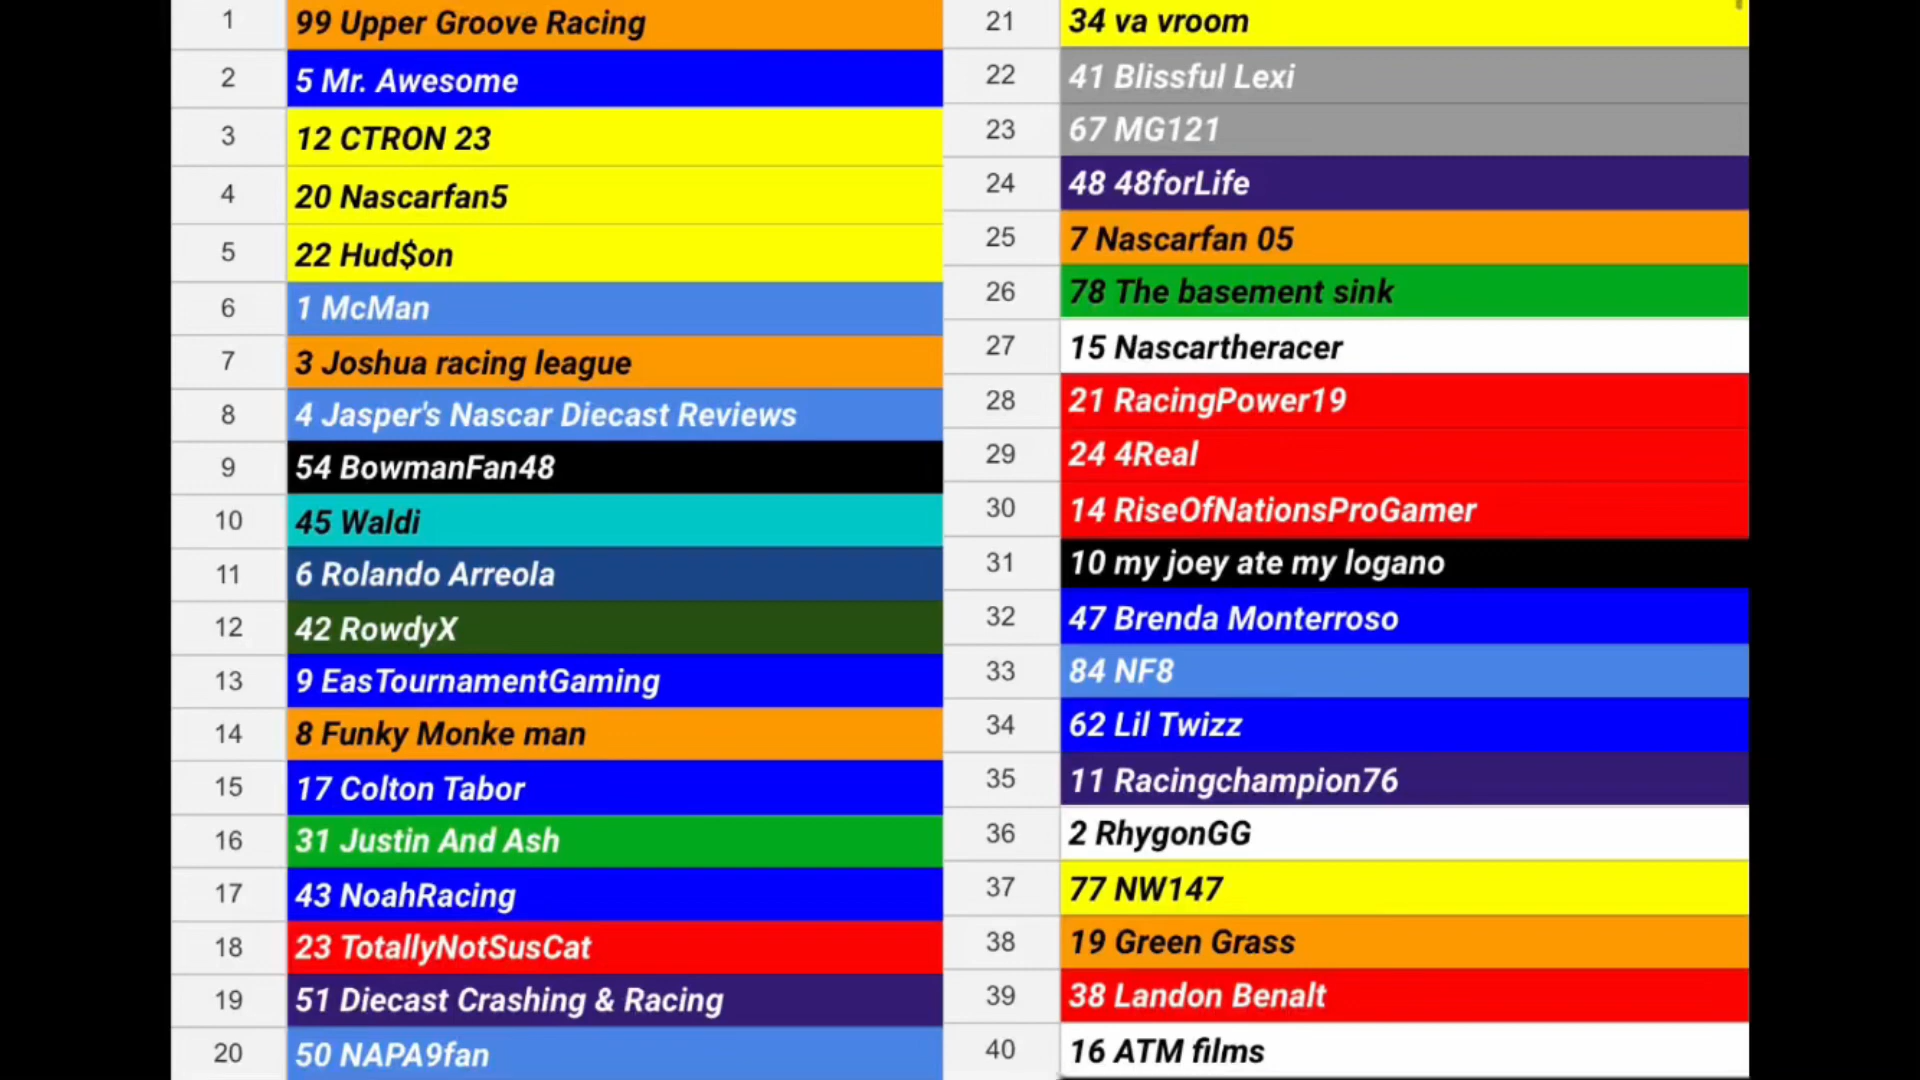 1 99 Upper Groove Racing
2 5 Mr. Awesome
3 12 CTRON 23
4 20 Nascarfan5
5 22 Hud$on
6 1 McMan
7 3 Joshua racing league
8 4 Jasper's Nascar Diecast Reviews
9 54 BowmanFan48
10 45 Waldi
11 6 Rolando Arreola
12 42 RowdyX
13 9 EasTournamentGaming
14 8 Funky Monke man
15 17 Colton Tabor
16 31 Justin And Ash
17 43 NoahRacing
18 23 TotallyNotSusCat
19 51 Diecast Crashing & Racing
20 50 NAPA9fan
21 34 va vroom
22 41 Blissful Lexi
23 67 MG121
24 48 48forLife
25 7 Nascarfan 05
26 78 The basement sink
27 15 Nascartheracer
28 21 RacingPower19
29 24 4Real
30 14 RiseOfNationsProGamer
31 10 my joey ate my logano
32 47 Brenda Monterroso
33 84 NF8
34 62 Lil Twizz
35 11 Racingchampion76
36 2 RhygonGG
37 77 NW147
38 19 Green Grass
39 38 Landon Benalt
40 16 ATM films